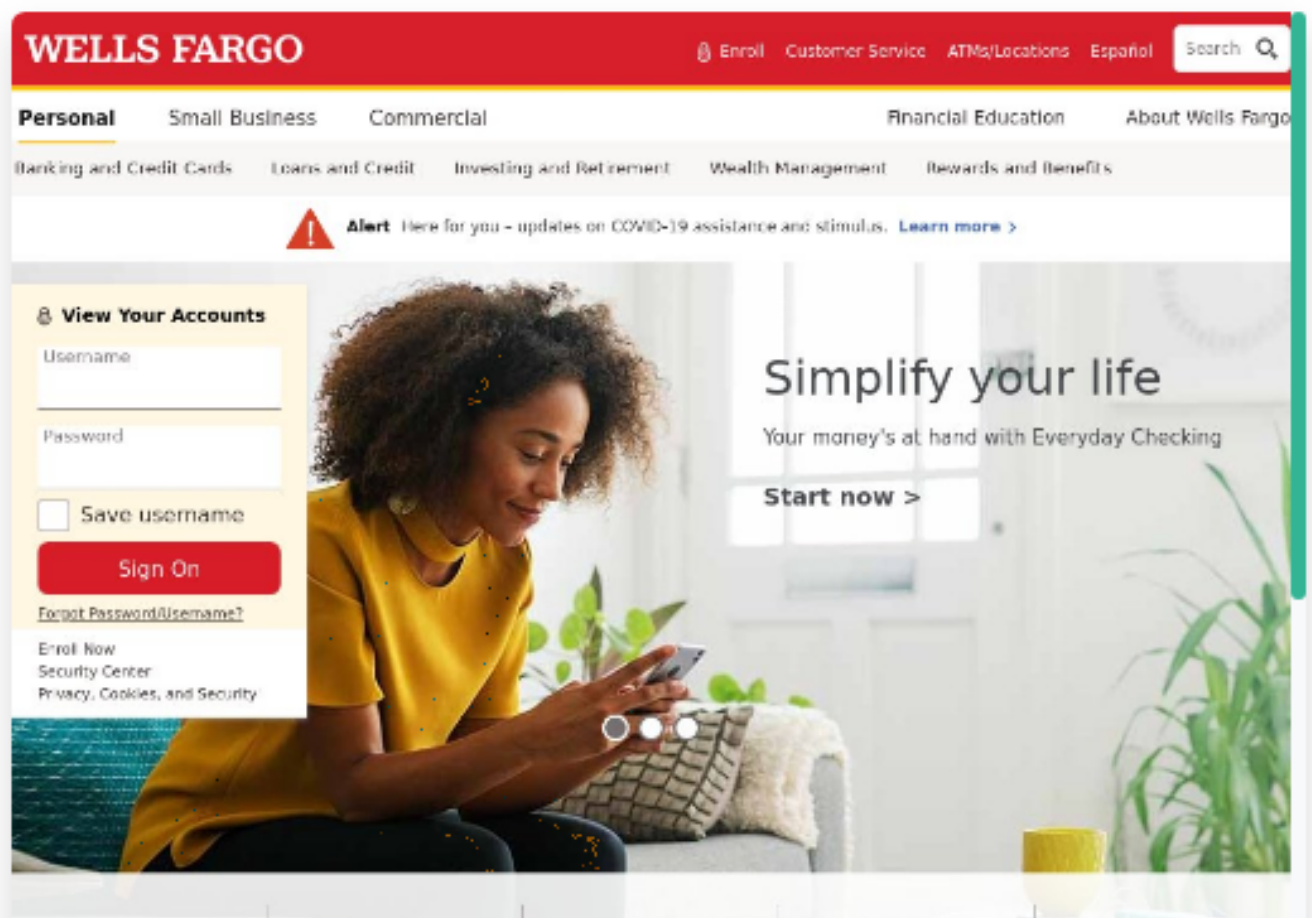 WELLS FARGO
Enroll Customer Service ATMs/Locations Español Search
Personal Small Business Commercial Financial Education About Wells Fargo
Banking and Credit Cards Loans and Credit Investing and Retirement Wealth Management Rewards and Benefits
Alert Here for you – updates on COVID-19 assistance and stimulus. Learn more >
View Your Accounts
Username
Password
Save username
Sign On
Forgot Password/Username?
Enroll Now
Security Center
Privacy, Cookies, and Security
Simplify your life
Your money's at hand with Everyday Checking
Start now >